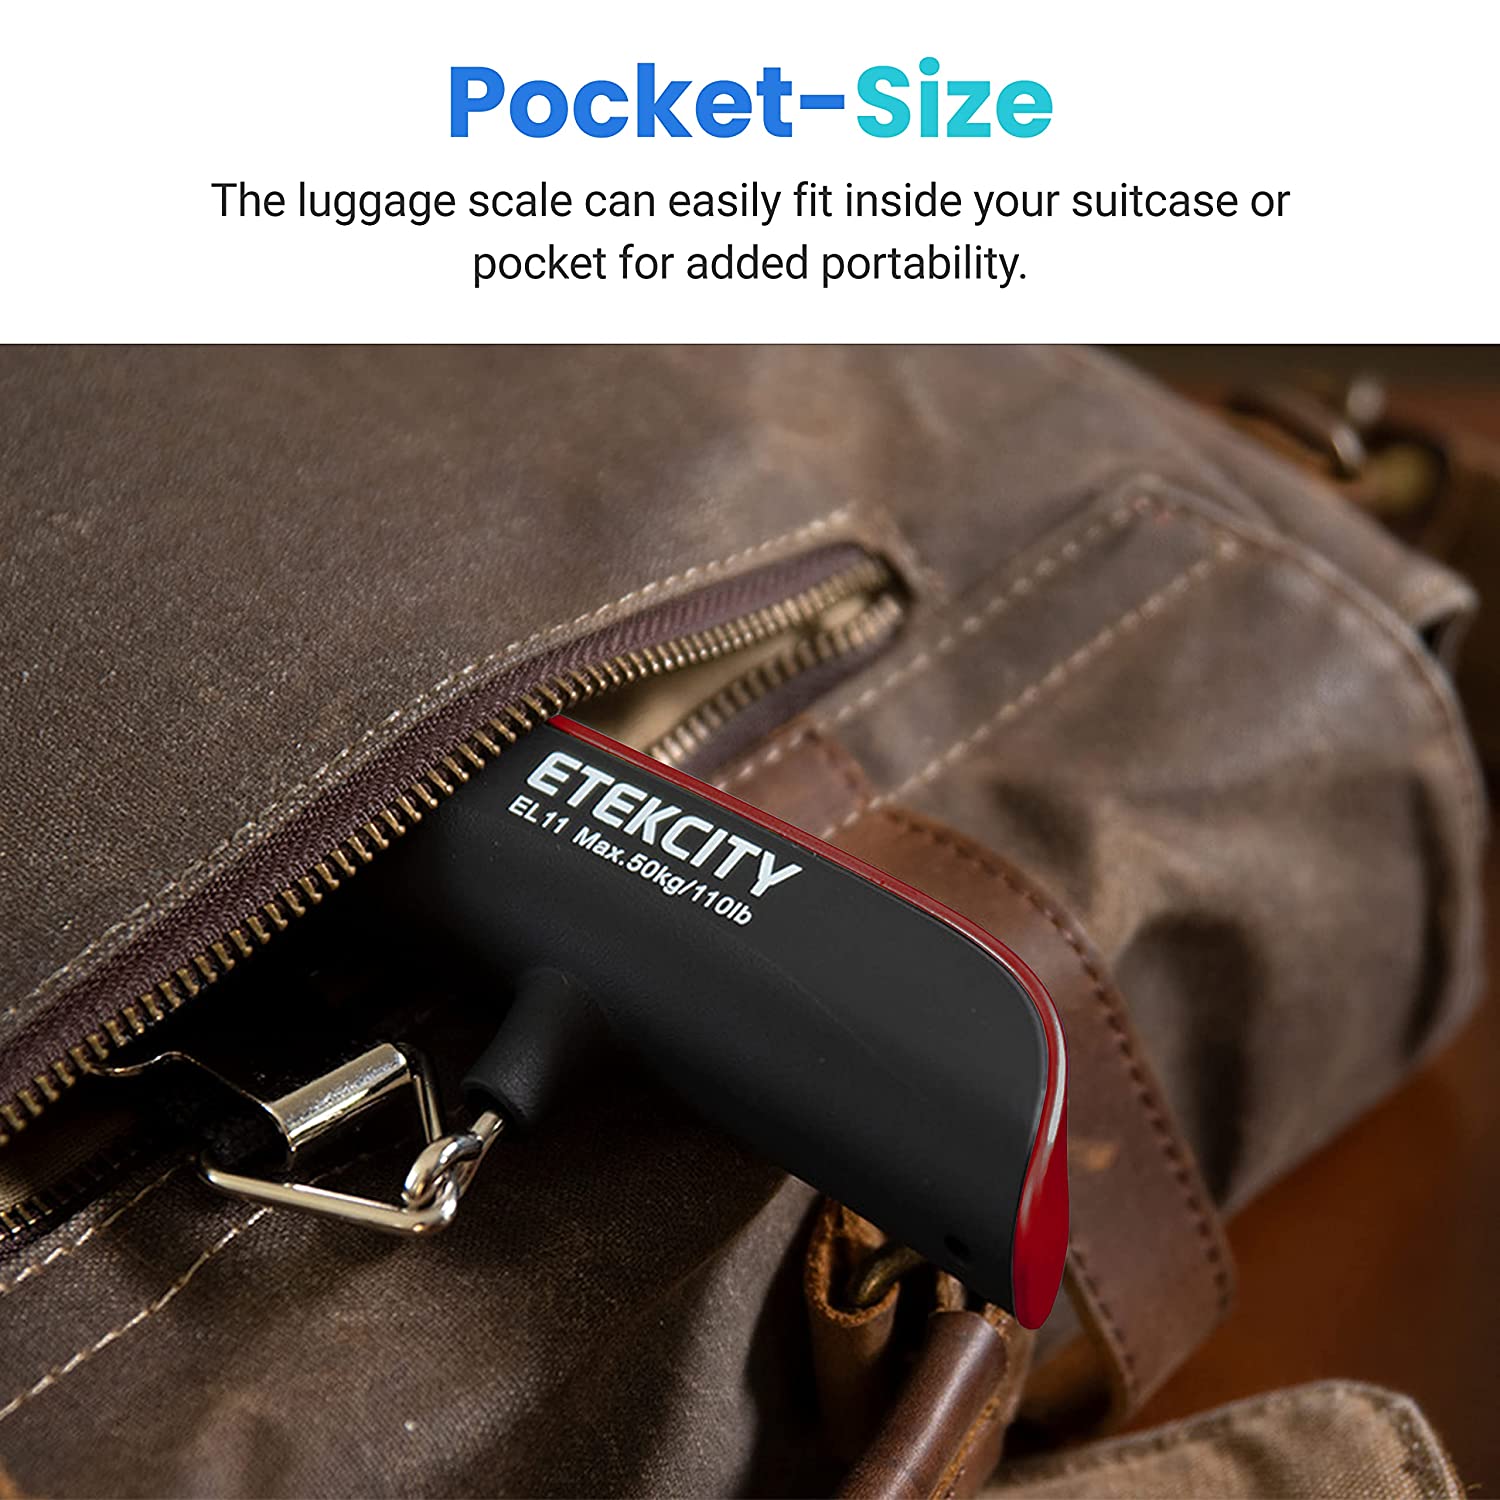 Pocket-Size
The luggage scale can easily fit inside your suitcase or
pocket for added portability.
ETEKCITY
EL11 Max.50kg/110lb